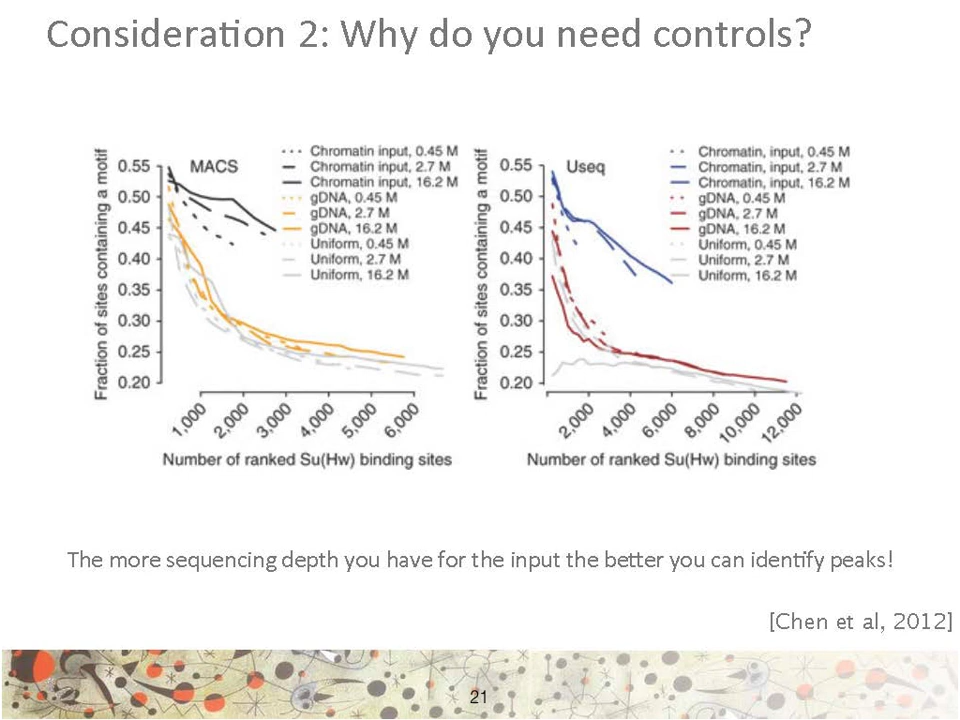 Consideration 2: Why do you need controls?
MACS
Chromatin input, 0.45 M
Chromatin input, 2.7 M
Chromatin input, 16.2 M
gDNA, 0.45 M
gDNA, 2.7 M
gDNA, 16.2 M
Uniform, 0.45 M
Uniform, 2.7 M
Uniform, 16.2 M
Fraction of sites containing a motif
0.55
0.50
0.45
0.40
0.35
0.30
0.25
0.20
1,000
2,000
3,000
4,000
5,000
6,000
Number of ranked Su(Hw) binding sites
Useq
Chromatin, input, 0.45 M
Chromatin, input, 2.7 M
Chromatin, input, 16.2 M
gDNA, 0.45 M
gDNA, 2.7 M
gDNA, 16.2 M
Uniform, 0.45 M
Uniform, 2.7 M
Uniform, 16.2 M
Fraction of sites containing a motif
0.55
0.50
0.45
0.40
0.35
0.30
0.25
0.20
2,000
4,000
6,000
8,000
10,000
12,000
Number of ranked Su(Hw) binding sites
The more sequencing depth you have for the input the better you can identify peaks!
[Chen et al, 2012]
21